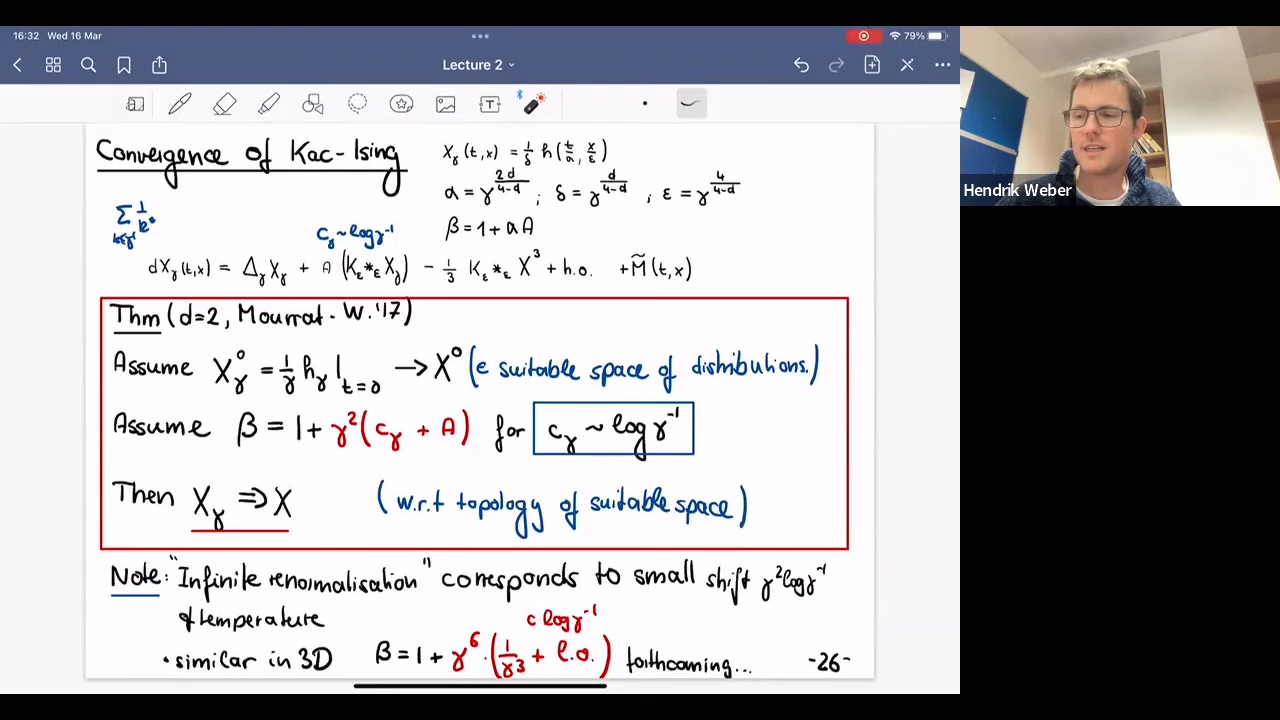 16:32 Wed 16 Mar
79%
Lecture 2
Convergence of Kac-Ising
X_γ(t,x) = 1/δ h(t/α, x/ε)
α = γ^{2d/(4-d)} ; δ = γ^{d/(4-d)} , ε = γ^{4/(4-d)}
β = 1 + αA
c_γ ~ log γ^{-1}
dX_γ(t,x) = Δ_γ X_γ + A (K_ε *_ε X_γ) - 1/3 K_ε *_ε X^3 + h.o. + M̃(t,x)
Thm (d=2, Mourrat-W. '17)
Assume X_γ^0 = 1/γ h_γ |_{t=0} → X^0 (e suitable space of distributions.)
Assume β = 1 + γ^2 (c_γ + A) for c_γ ~ log γ^{-1}
Then X_γ ⇒ X (w.r.t topology of suitable space)
Note: "Infinite renormalisation" corresponds to small shift γ^2 log γ^{-1}
of temperature
c log γ^{-1}
• similar in 3D β = 1 + γ^6 · (1/γ^3 + l.o.) forthcoming...
-26-
Hendrik Weber